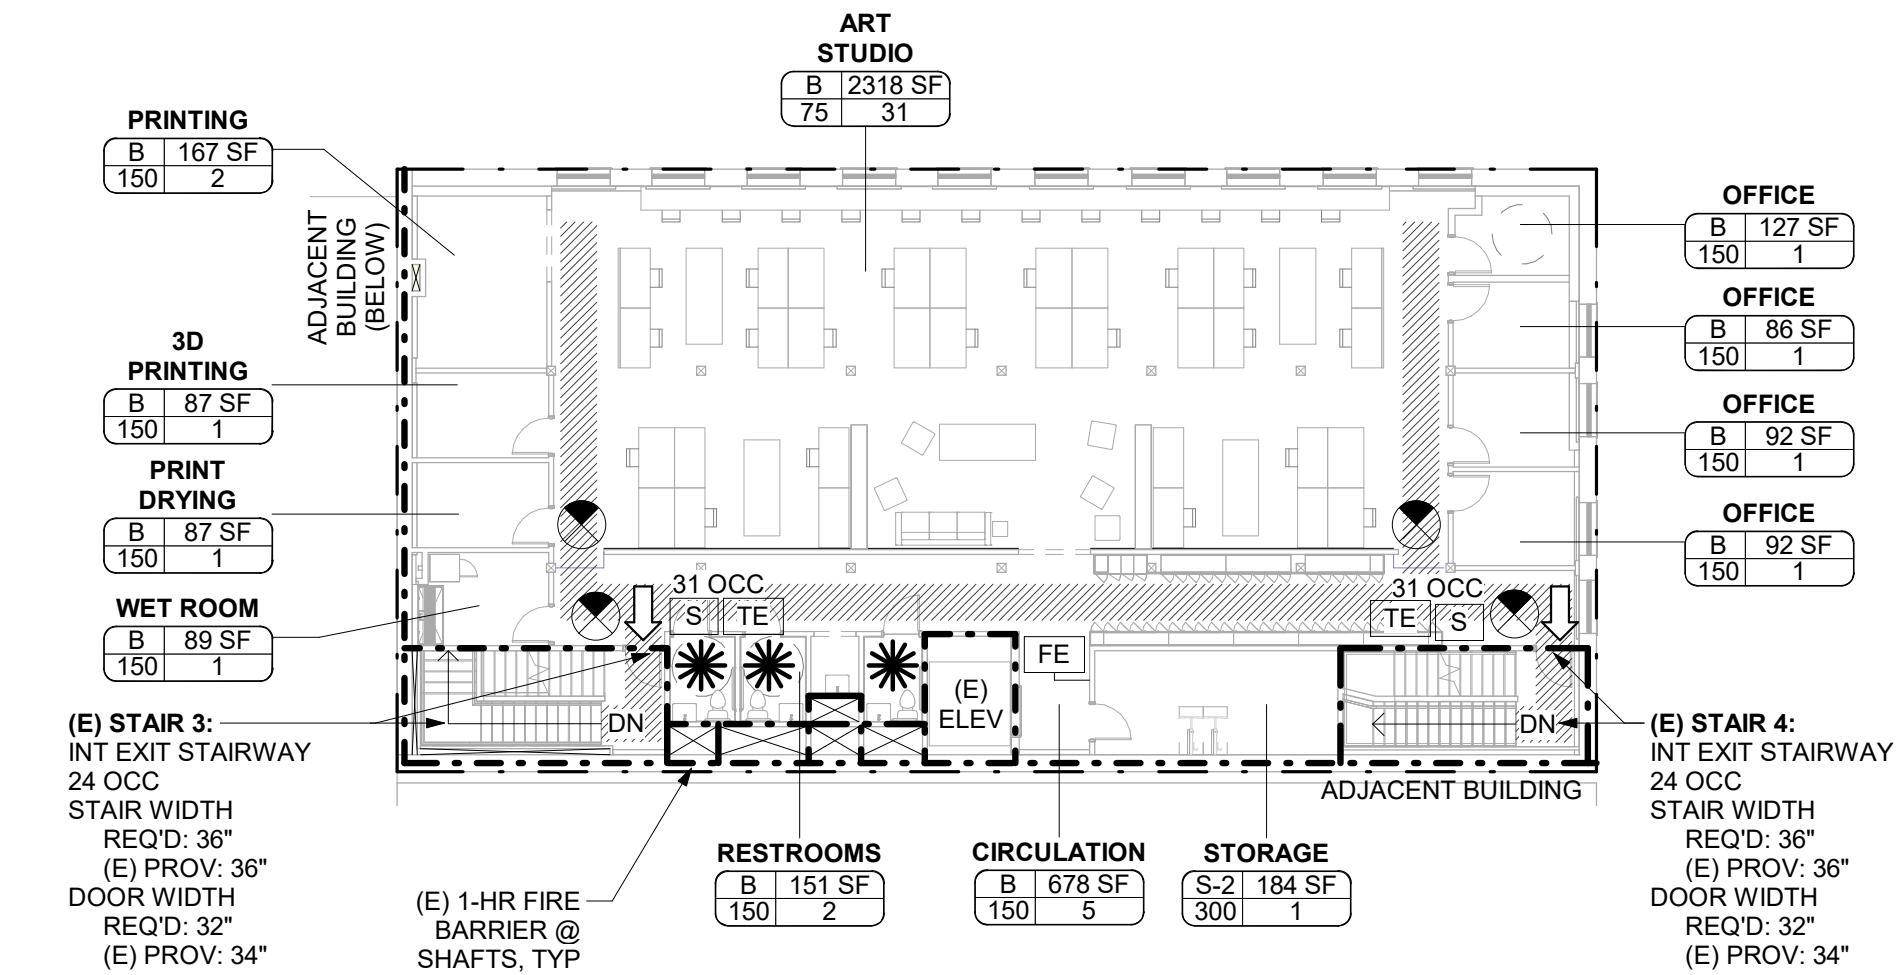 ART
STUDIO
B 2318 SF
75 31
PRINTING
B 167 SF
150 2
ADJACENT
BUILDING
(BELOW)
3D
PRINTING
B 87 SF
150 1
PRINT
DRYING
B 87 SF
150 1
WET ROOM
B 89 SF
150 1
OFFICE
B 127 SF
150 1
OFFICE
B 86 SF
150 1
OFFICE
B 92 SF
150 1
OFFICE
B 92 SF
150 1
31 OCC
S TE
31 OCC
TE S
FE
(E)
ELEV
DN
DN
(E) STAIR 3:
INT EXIT STAIRWAY
24 OCC
STAIR WIDTH
REQ'D: 36"
(E) PROV: 36"
DOOR WIDTH
REQ'D: 32"
(E) PROV: 34"
(E) 1-HR FIRE
BARRIER @
SHAFTS, TYP
RESTROOMS
B 151 SF
150 2
CIRCULATION
B 678 SF
150 5
STORAGE
S-2 184 SF
300 1
ADJACENT BUILDING
(E) STAIR 4:
INT EXIT STAIRWAY
24 OCC
STAIR WIDTH
REQ'D: 36"
(E) PROV: 36"
DOOR WIDTH
REQ'D: 32"
(E) PROV: 34"